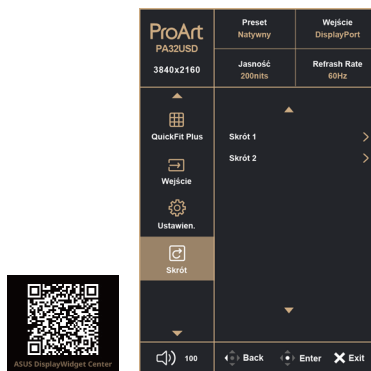 ProArt
PA32USD
3840x2160
Preset
Natywny
Wejście
DisplayPort
Jasność
200nits
Refresh Rate
60Hz
QuickFit Plus
Wejście
Ustawien.
Skrót
Skrót 1
Skrót 2
100
Back
Enter
Exit
ASUS DisplayWidget Center